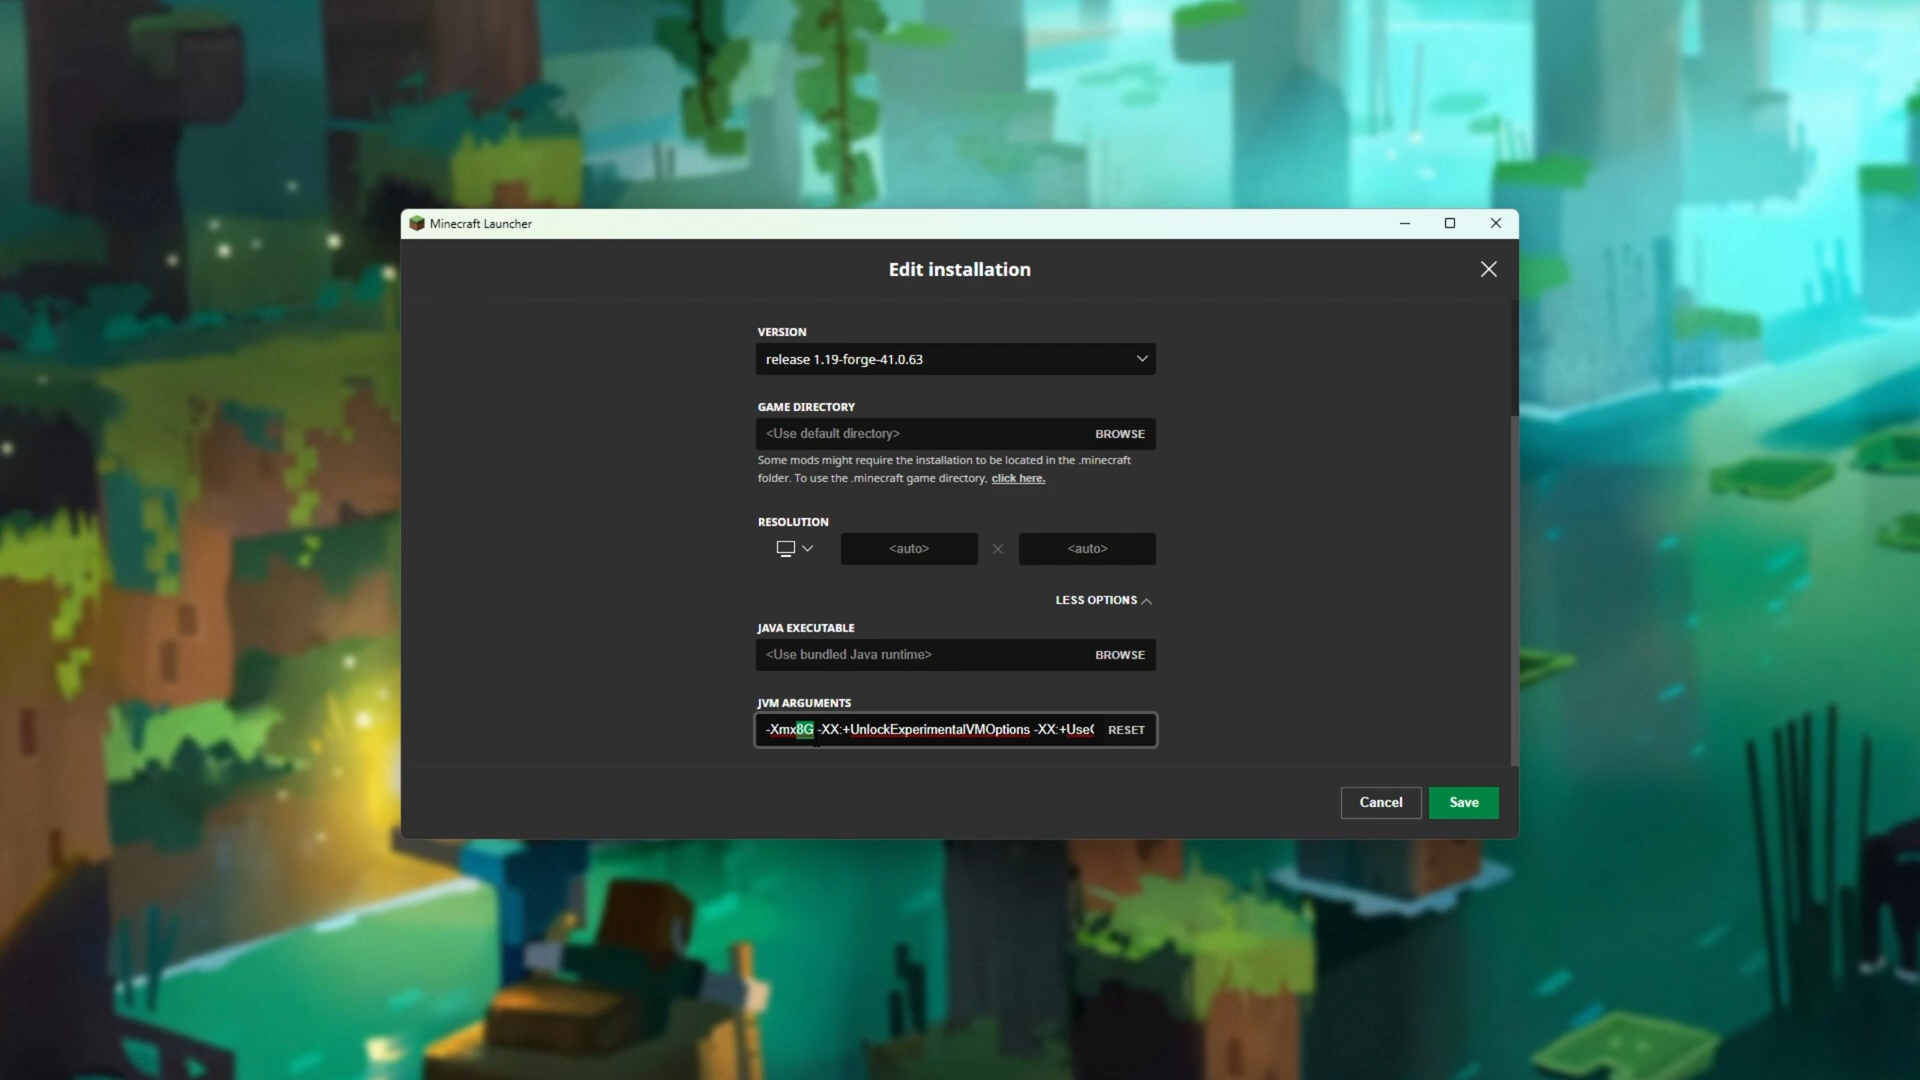 Minecraft Launcher
Edit installation
VERSION
release 1.19-forge-41.0.63
GAME DIRECTORY
<Use default directory> BROWSE
Some mods might require the installation to be located in the .minecraft
folder. To use the .minecraft game directory, click here.
RESOLUTION
<auto> <auto>
LESS OPTIONS
JAVA EXECUTABLE
<Use bundled Java runtime> BROWSE
JVM ARGUMENTS
-Xmx8G -XX:+UnlockExperimentalVMOptions -XX:+Use RESET
Cancel Save